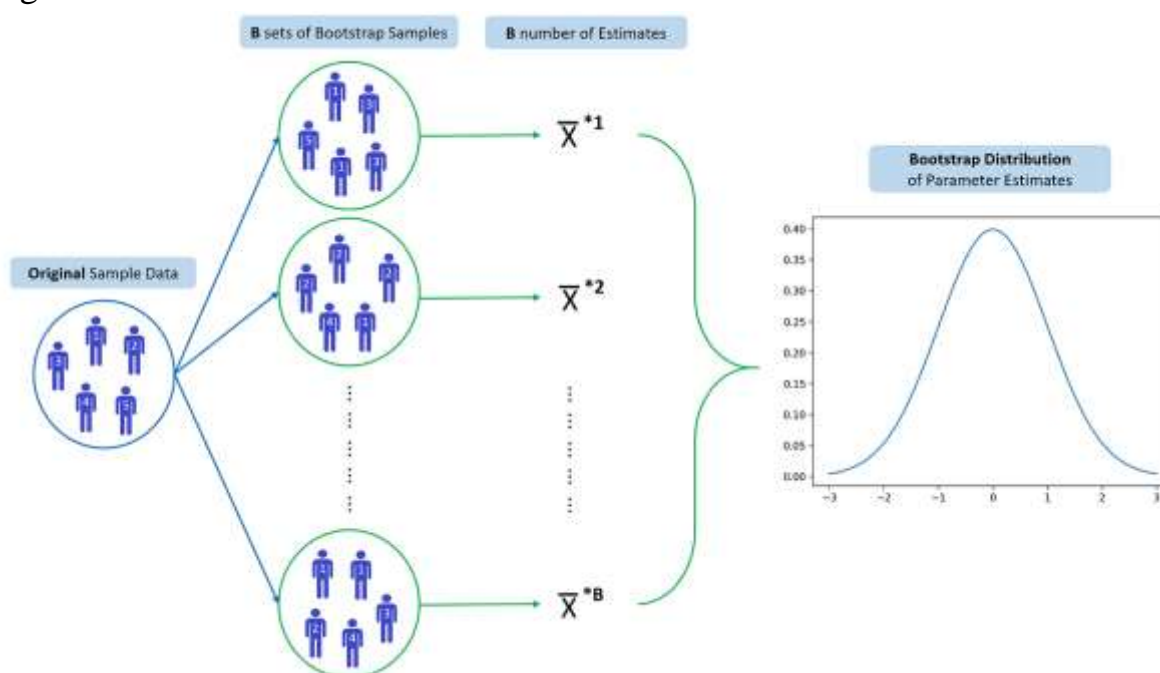 B sets of Bootstrap Samples
B number of Estimates
X̄ *1
Bootstrap Distribution
of Parameter Estimates
X̄ *2
Original Sample Data
X̄ *B
0.40
0.35
0.30
0.25
0.20
0.15
0.10
0.05
0.00
−3 −2 −1 0 1 2 3